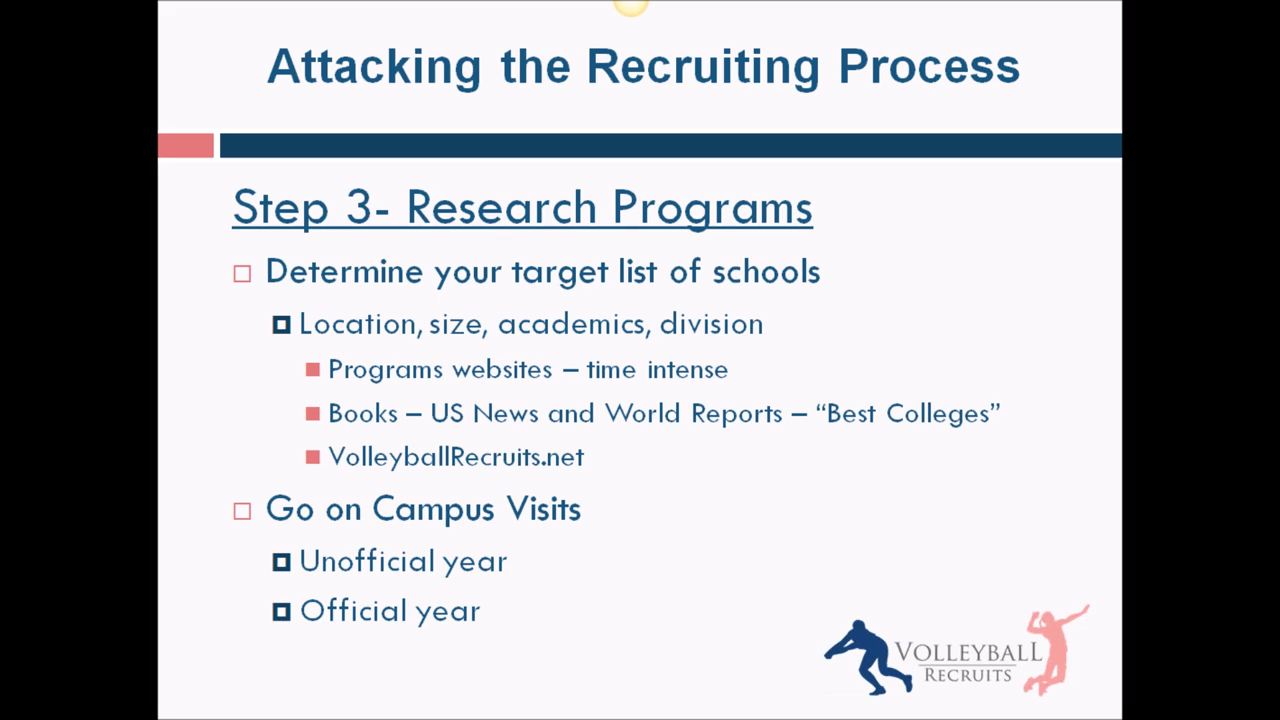 Attacking the Recruiting Process
Step 3- Research Programs
Determine your target list of schools
Location, size, academics, division
Programs websites – time intense
Books – US News and World Reports – “Best Colleges”
VolleyballRecruits.net
Go on Campus Visits
Unofficial year
Official year
VOLLEYBALL
RECRUITS